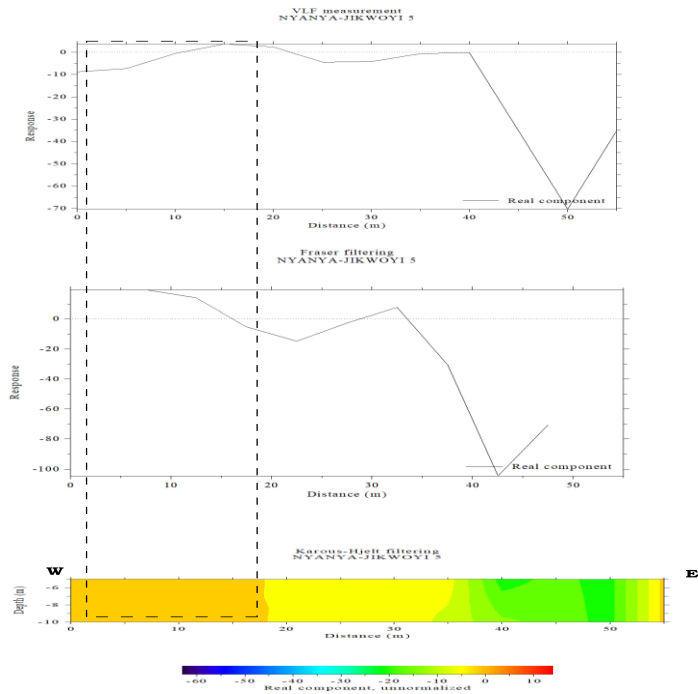 VLF measurement
NYANYA-JIKWOYI 5
Response
0
-10
-20
-30
-40
-50
-60
-70
Real component
0 10 20 30 40 50
Distance (m)
Fraser filtering
NYANYA-JIKWOYI 5
Response
0
-20
-40
-60
-80
-100
Real component
0 10 20 30 40 50
Distance (m)
Karous-Hjelt filtering
NYANYA-JIKWOYI 5
W E
Depth (m)
-6
-8
-10
0 10 20 30 40 50
Distance (m)
-60 -50 -40 -30 -20 -10 0 10
Real component, unnormalized